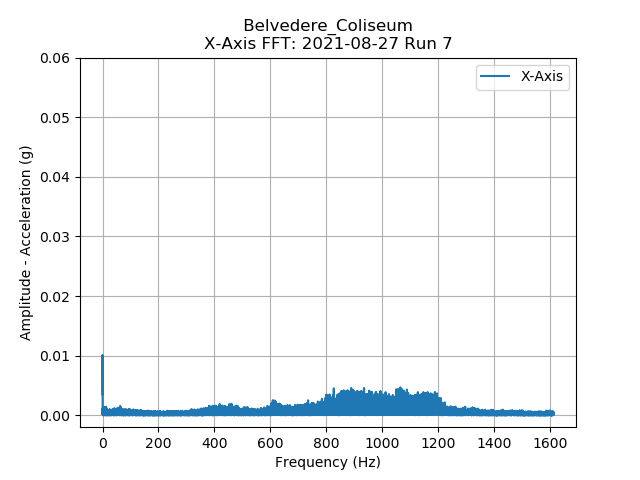 Belvedere_Coliseum
X-Axis FFT: 2021-08-27 Run 7
X-Axis
0.06
0.05
0.04
0.03
0.02
0.01
0.00
Amplitude - Acceleration (g)
0 200 400 600 800 1000 1200 1400 1600
Frequency (Hz)